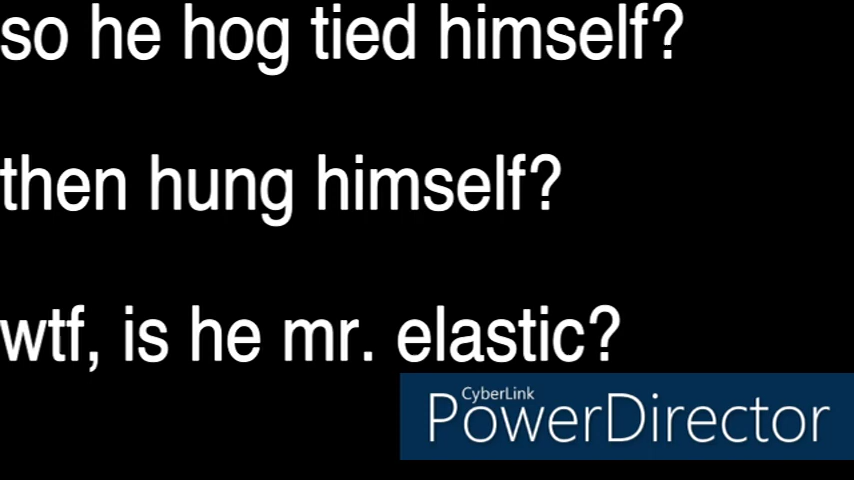 so he hog tied himself?
then hung himself?
wtf, is he mr. elastic?
CyberLink
PowerDirector